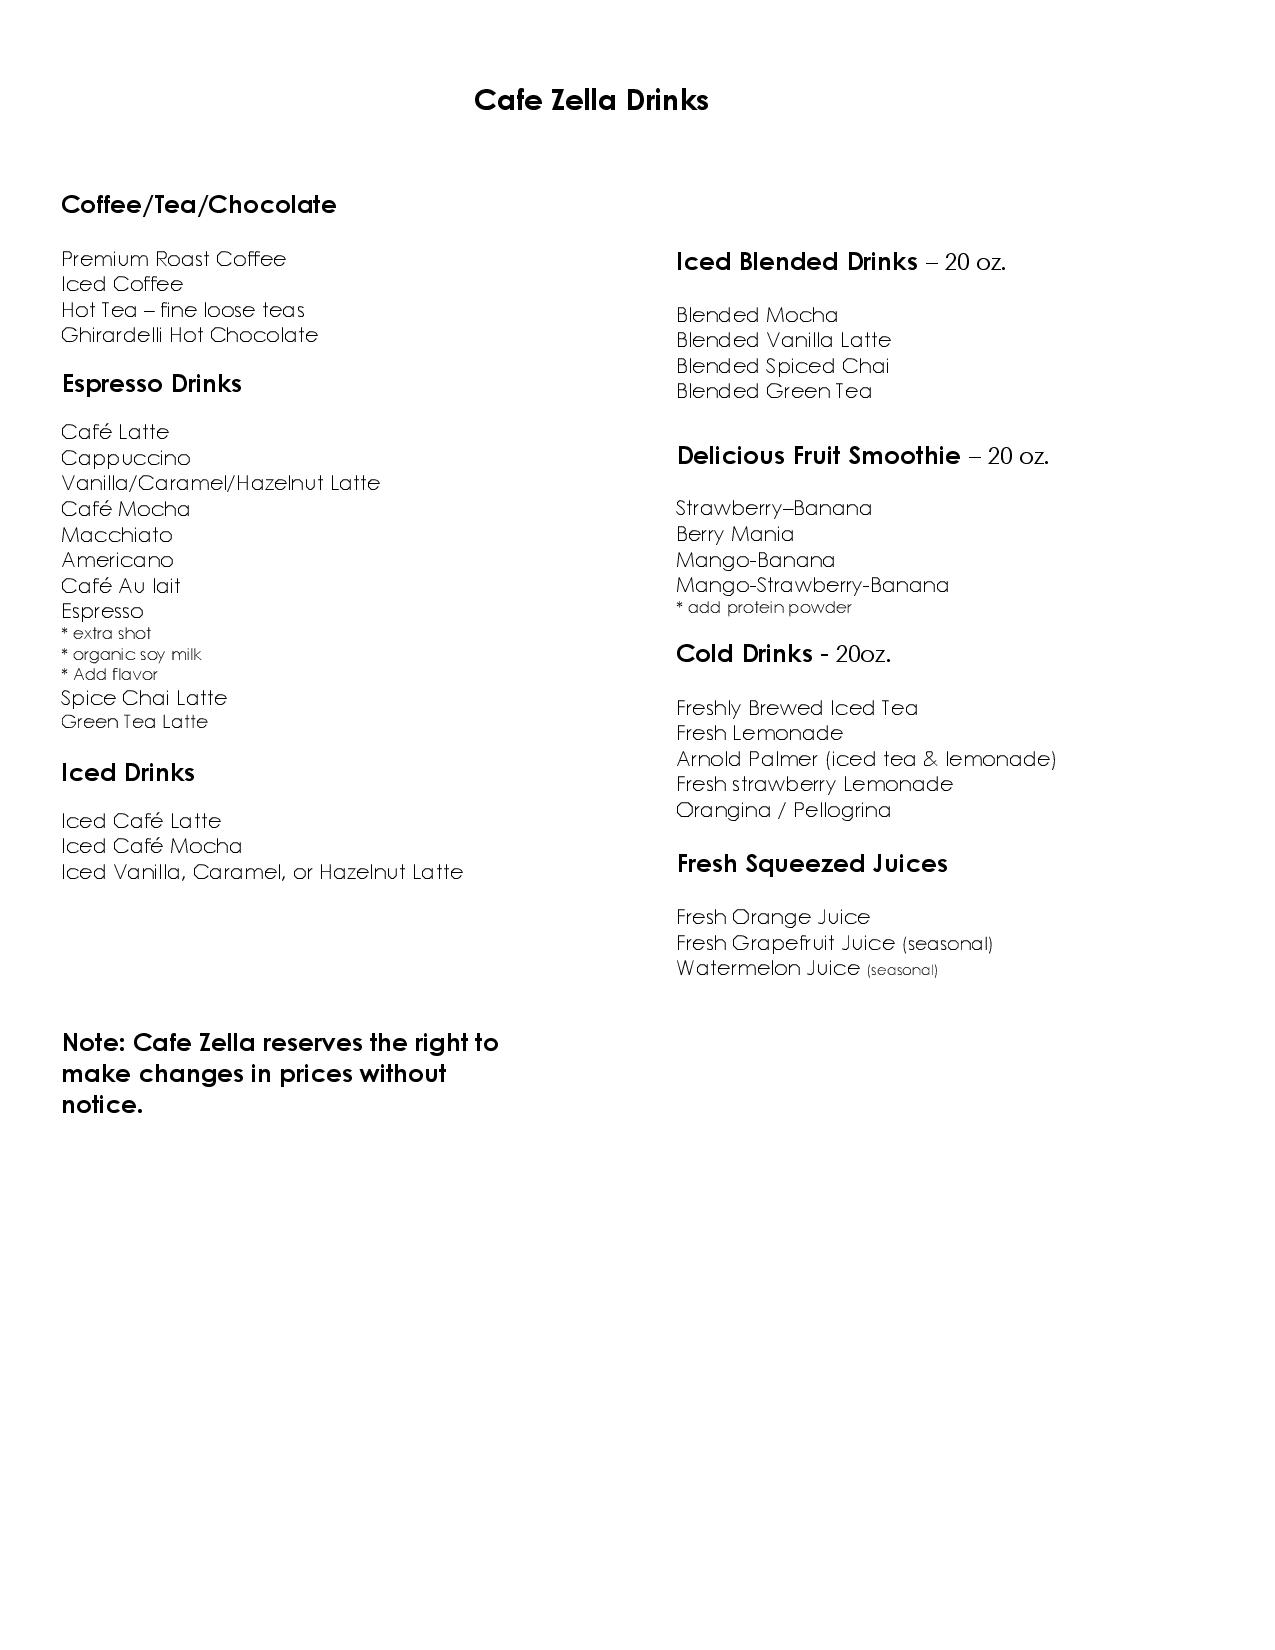 Cafe Zella Drinks
Coffee/Tea/Chocolate
Premium Roast Coffee
Iced Coffee
Hot Tea – fine loose teas
Ghirardelli Hot Chocolate
Espresso Drinks
Café Latte
Cappuccino
Vanilla/Caramel/Hazelnut Latte
Café Mocha
Macchiato
Americano
Café Au lait
Espresso
* extra shot
* organic soy milk
* Add flavor
Spice Chai Latte
Green Tea Latte
Iced Drinks
Iced Café Latte
Iced Café Mocha
Iced Vanilla, Caramel, or Hazelnut Latte
Note: Cafe Zella reserves the right to
make changes in prices without
notice.
Iced Blended Drinks – 20 oz.
Blended Mocha
Blended Vanilla Latte
Blended Spiced Chai
Blended Green Tea
Delicious Fruit Smoothie – 20 oz.
Strawberry–Banana
Berry Mania
Mango-Banana
Mango-Strawberry-Banana
* add protein powder
Cold Drinks - 20oz.
Freshly Brewed Iced Tea
Fresh Lemonade
Arnold Palmer (iced tea & lemonade)
Fresh strawberry Lemonade
Orangina / Pellogrina
Fresh Squeezed Juices
Fresh Orange Juice
Fresh Grapefruit Juice (seasonal)
Watermelon Juice (seasonal)